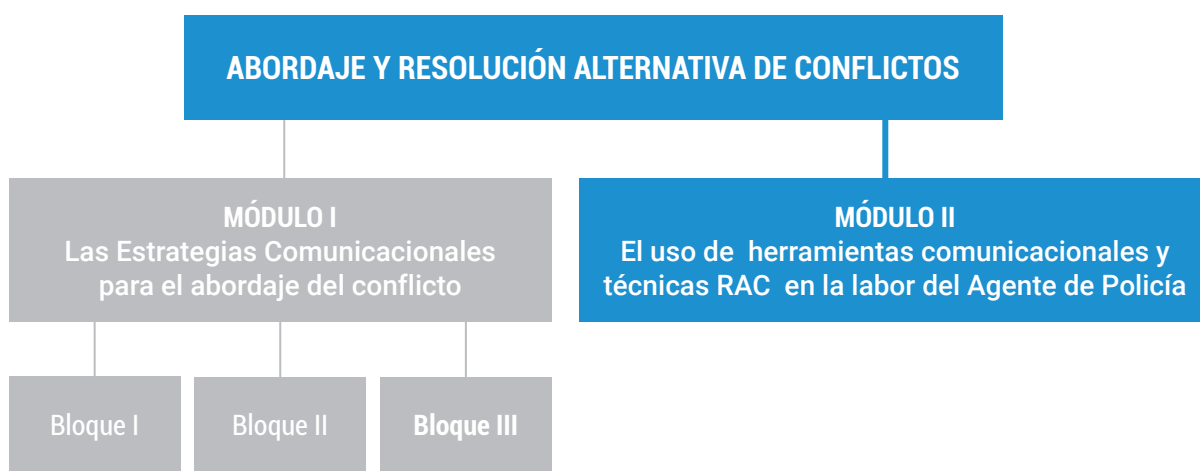 ABORDAJE Y RESOLUCIÓN ALTERNATIVA DE CONFLICTOS
MÓDULO I
Las Estrategias Comunicacionales
para el abordaje del conflicto
MÓDULO II
El uso de herramientas comunicacionales y
técnicas RAC en la labor del Agente de Policía
Bloque I
Bloque II
Bloque III